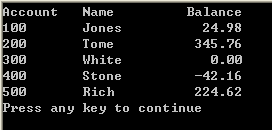 Account   Name        Balance
100       Jones         24.98
200       Tome         345.76
300       White          0.00
400       Stone        -42.16
500       Rich         224.62
Press any key to continue